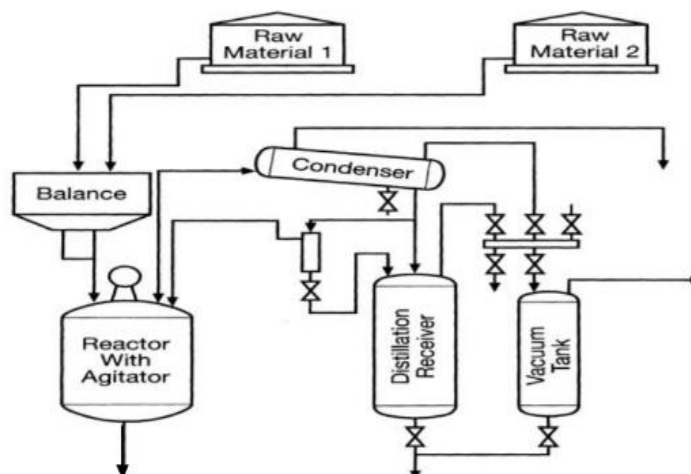 Raw
Material 1
Raw
Material 2
Condenser
Balance
Reactor
With
Agitator
Distillation
Receiver
Vacuum
Tank